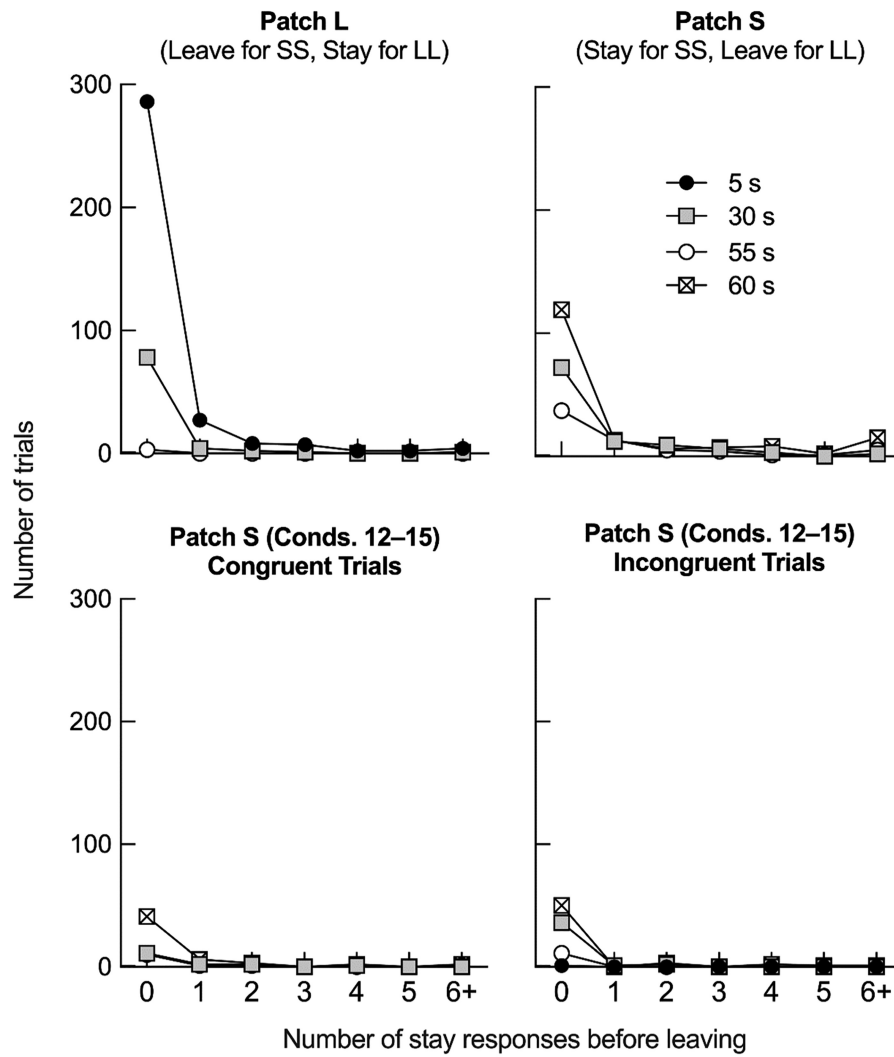 Patch L
(Leave for SS, Stay for LL)
Patch S
(Stay for SS, Leave for LL)
300
200
100
0
5 s
30 s
55 s
60 s
Number of trials
Patch S (Conds. 12–15)
Congruent Trials
Patch S (Conds. 12–15)
Incongruent Trials
300
200
100
0
0 1 2 3 4 5 6+
0 1 2 3 4 5 6+
Number of stay responses before leaving